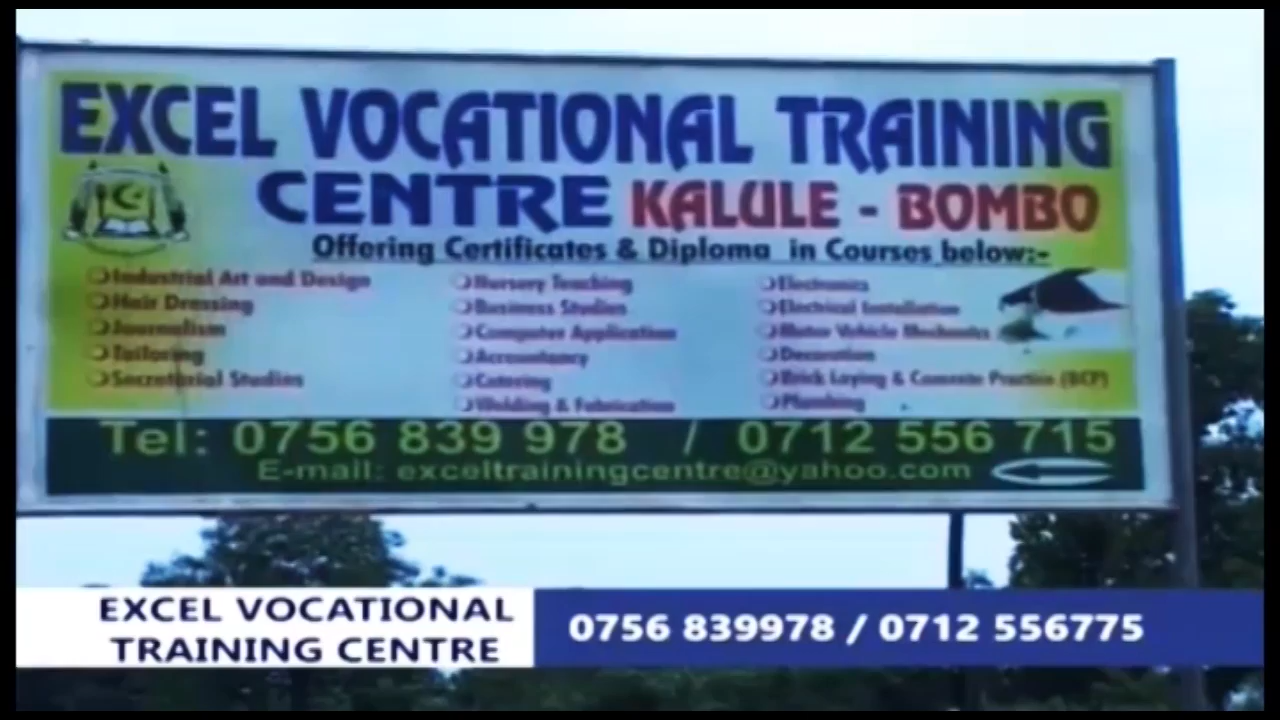 EXCEL VOCATIONAL TRAINING
CENTRE KALULE - BOMBO
Offering Certificates & Diploma in Courses below:-
Industrial Art and Design
Hair Dressing
Journalism
Tailoring
Secretarial Studies
Nursery Teaching
Business Studies
Computer Application
Accountancy
Catering
Welding & Fabrication
Electronics
Electrical Installation
Motor Vehicle Mechanics
Decoration
Brick Laying & Concrete Practice (BCP)
Plumbing
Tel: 0756 839 978 / 0712 556 715
E-mail: exceltrainingcentre@yahoo.com
EXCEL VOCATIONAL
TRAINING CENTRE
0756 839978 / 0712 556775